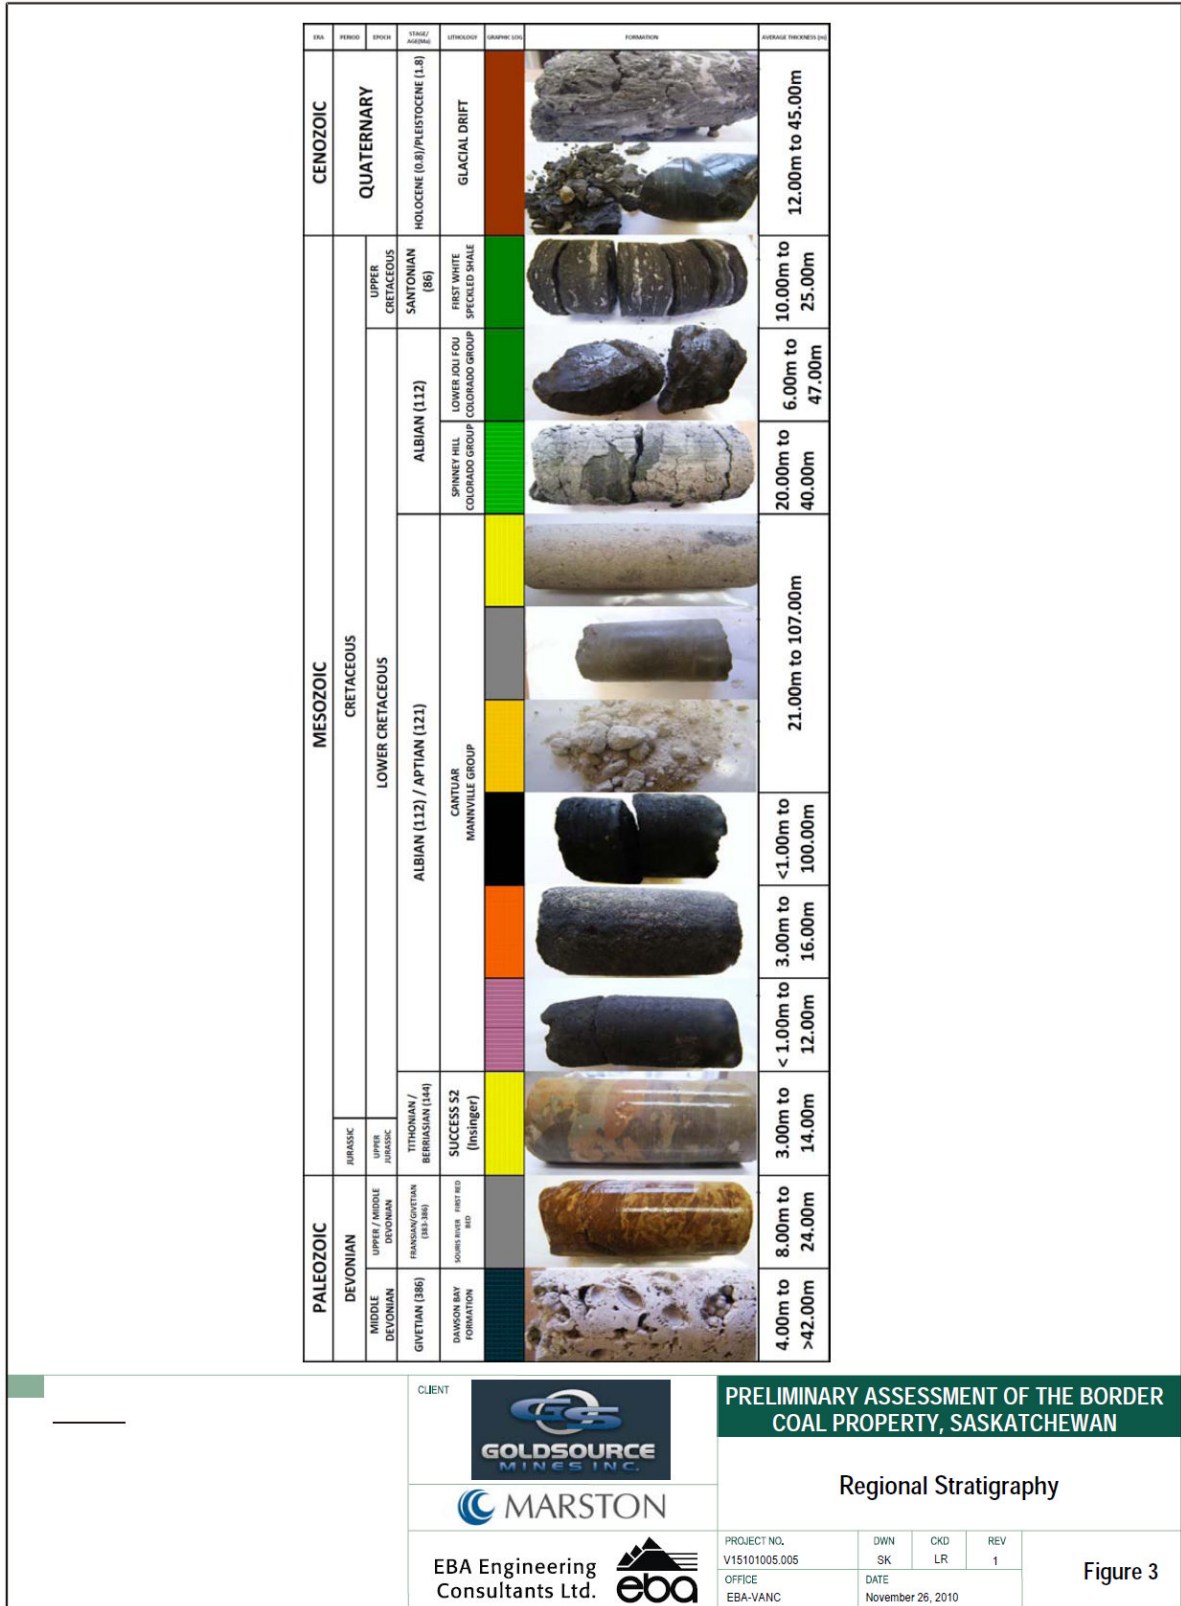 ERA PERIOD EPOCH STAGE/ LITHOLOGY GRAPHIC LOG FORMATION AVERAGE THICKNESS (m)
AGE(Ma)
CENOZOIC
QUATERNARY
HOLOCENE (0.8)/PLEISTOCENE (1.8)
GLACIAL DRIFT
12.00m to 45.00m
MESOZOIC
CRETACEOUS
UPPER
CRETACEOUS
SANTONIAN
(86)
FIRST WHITE
SPECKLED SHALE
10.00m to
25.00m
LOWER CRETACEOUS
ALBIAN (112)
LOWER JOLI FOU
COLORADO GROUP
6.00m to
47.00m
SPINNEY HILL
COLORADO GROUP
20.00m to
40.00m
ALBIAN (112) / APTIAN (121)
CANTUAR
MANNVILLE GROUP
21.00m to 107.00m
<1.00m to
100.00m
3.00m to
16.00m
< 1.00m to
12.00m
JURASSIC
UPPER
JURASSIC
TITHONIAN /
BERRIASIAN (144)
SUCCESS S2
(Insinger)
3.00m to
14.00m
PALEOZOIC
DEVONIAN
UPPER / MIDDLE
DEVONIAN
FRANSIAN/GIVETIAN
(383-386)
SOURIS RIVER FIRST RED
BED
8.00m to
24.00m
MIDDLE
DEVONIAN
GIVETIAN (386)
DAWSON BAY
FORMATION
4.00m to
>42.00m
CLIENT
GS
GOLDSOURCE
MINES INC.
MARSTON
EBA Engineering
Consultants Ltd.
eba
PRELIMINARY ASSESSMENT OF THE BORDER
COAL PROPERTY, SASKATCHEWAN
Regional Stratigraphy
PROJECT NO. DWN CKD REV
V15101005.005 SK LR 1
OFFICE DATE
EBA-VANC November 26, 2010
Figure 3